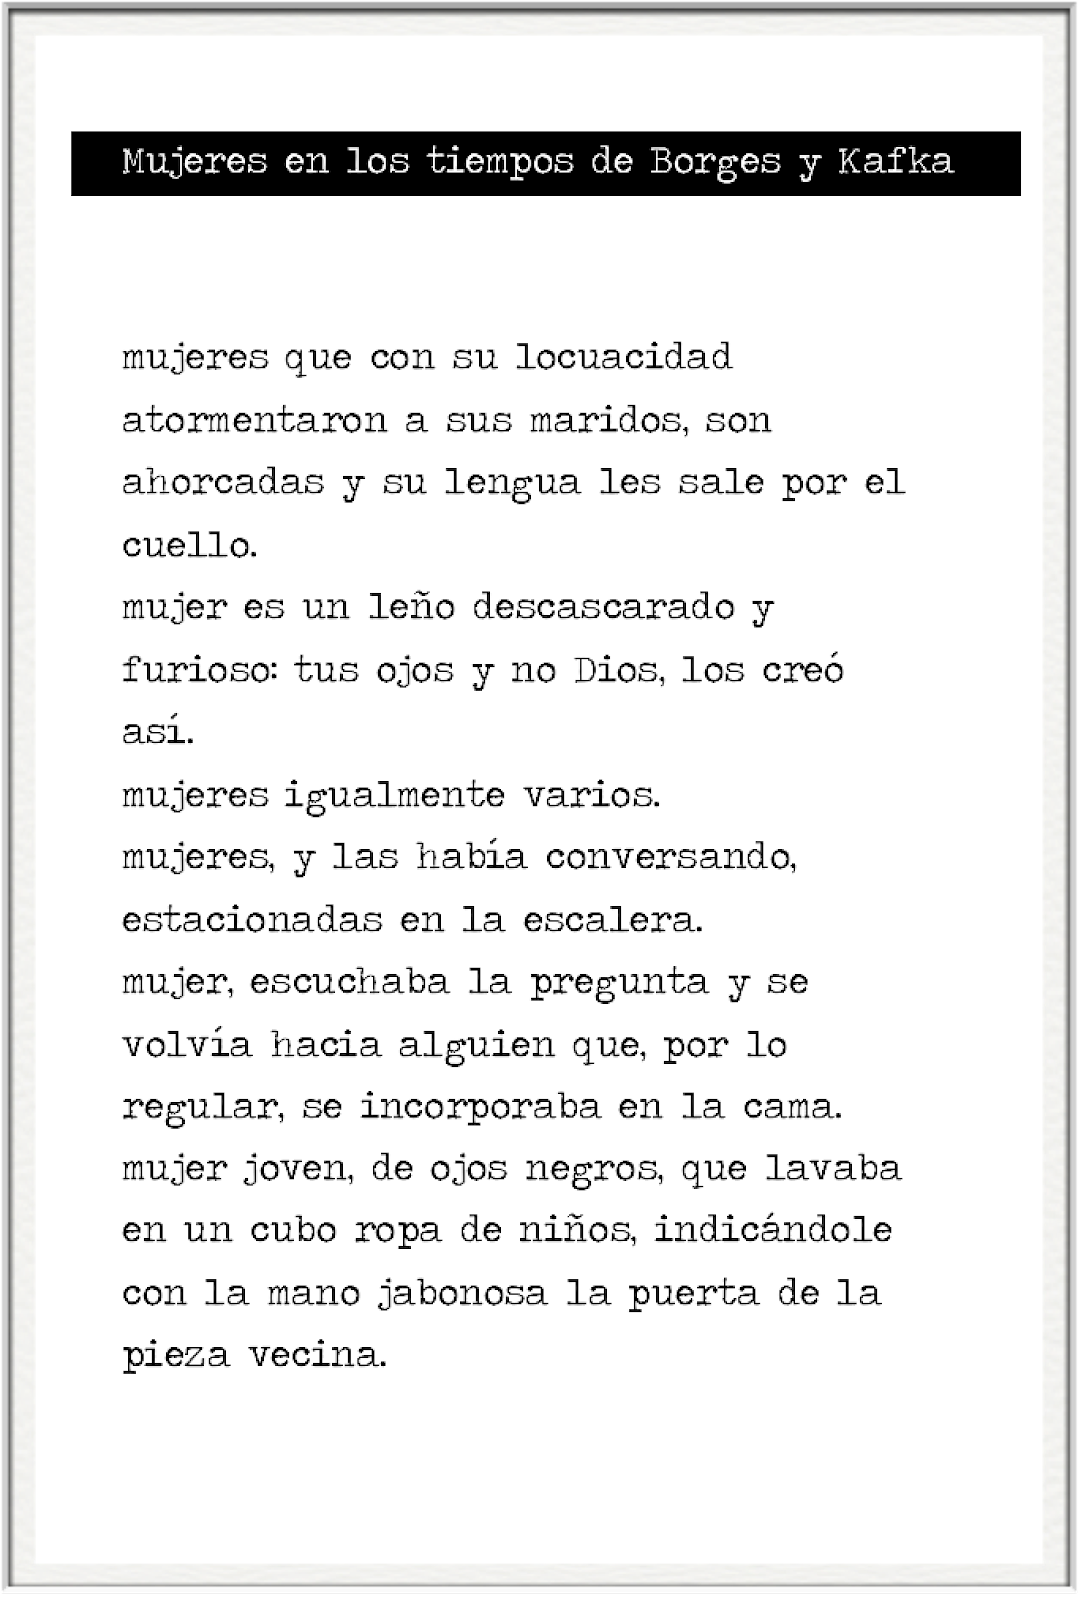 Mujeres en los tiempos de Borges y Kafka
mujeres que con su locuacidad
atormentaron a sus maridos, son
ahorcadas y su lengua les sale por el
cuello.
mujer es un leño descascarado y
furioso: tus ojos y no Dios, los creó
así.
mujeres igualmente varios.
mujeres, y las había conversando,
estacionadas en la escalera.
mujer, escuchaba la pregunta y se
volvía hacia alguien que, por lo
regular, se incorporaba en la cama.
mujer joven, de ojos negros, que lavaba
en un cubo ropa de niños, indicándole
con la mano jabonosa la puerta de la
pieza vecina.